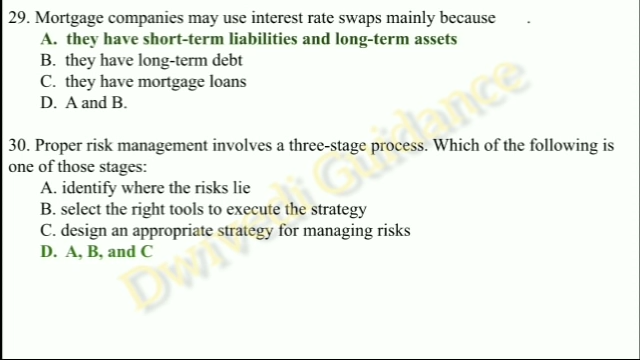 29. Mortgage companies may use interest rate swaps mainly because .
A. they have short-term liabilities and long-term assets
B. they have long-term debt
C. they have mortgage loans
D. A and B.
30. Proper risk management involves a three-stage process. Which of the following is
one of those stages:
A. identify where the risks lie
B. select the right tools to execute the strategy
C. design an appropriate strategy for managing risks
D. A, B, and C
Dwivedi Guidance